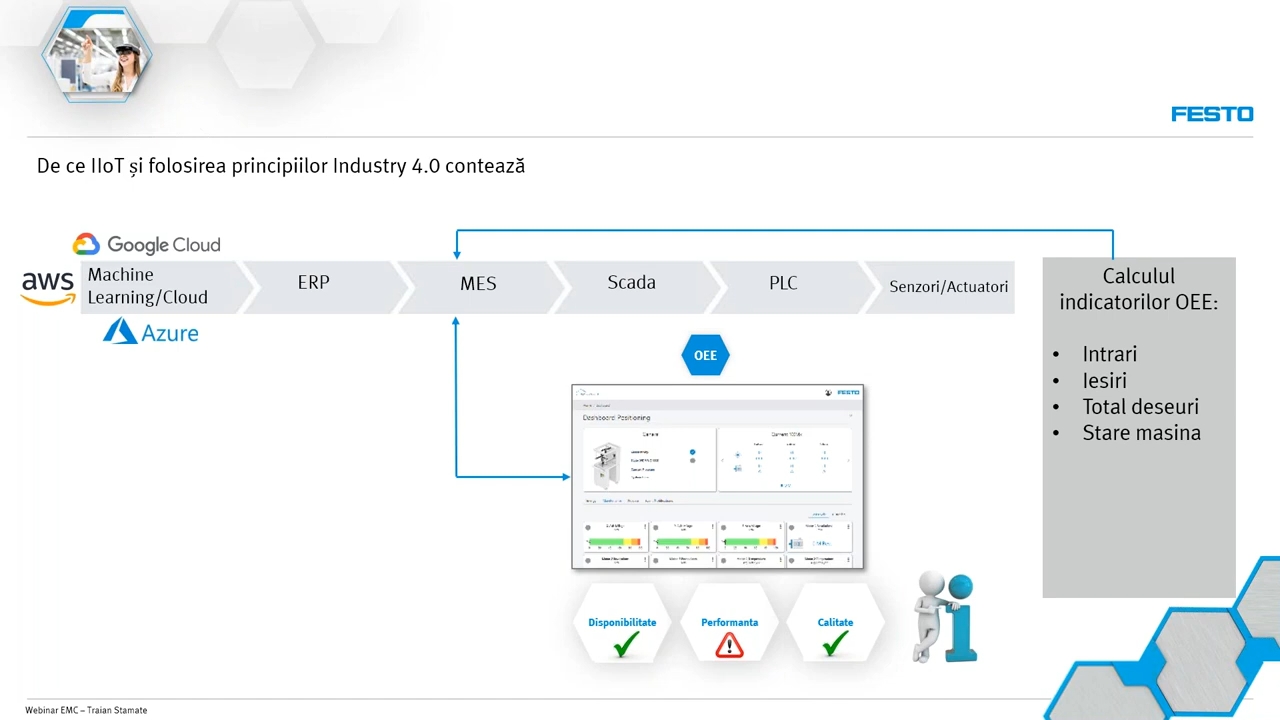 FESTO
De ce IIoT și folosirea principiilor Industry 4.0 contează
Google Cloud
aws
Machine
Learning/Cloud
ERP
MES
Scada
PLC
Senzori/Actuatori
Azure
Calculul
indicatorilor OEE:
• Intrari
• Iesiri
• Total deseuri
• Stare masina
OEE
FESTO
Dashboard Positioning
Disponibilitate
Performanta
Calitate
Webinar EMC – Traian Stamate